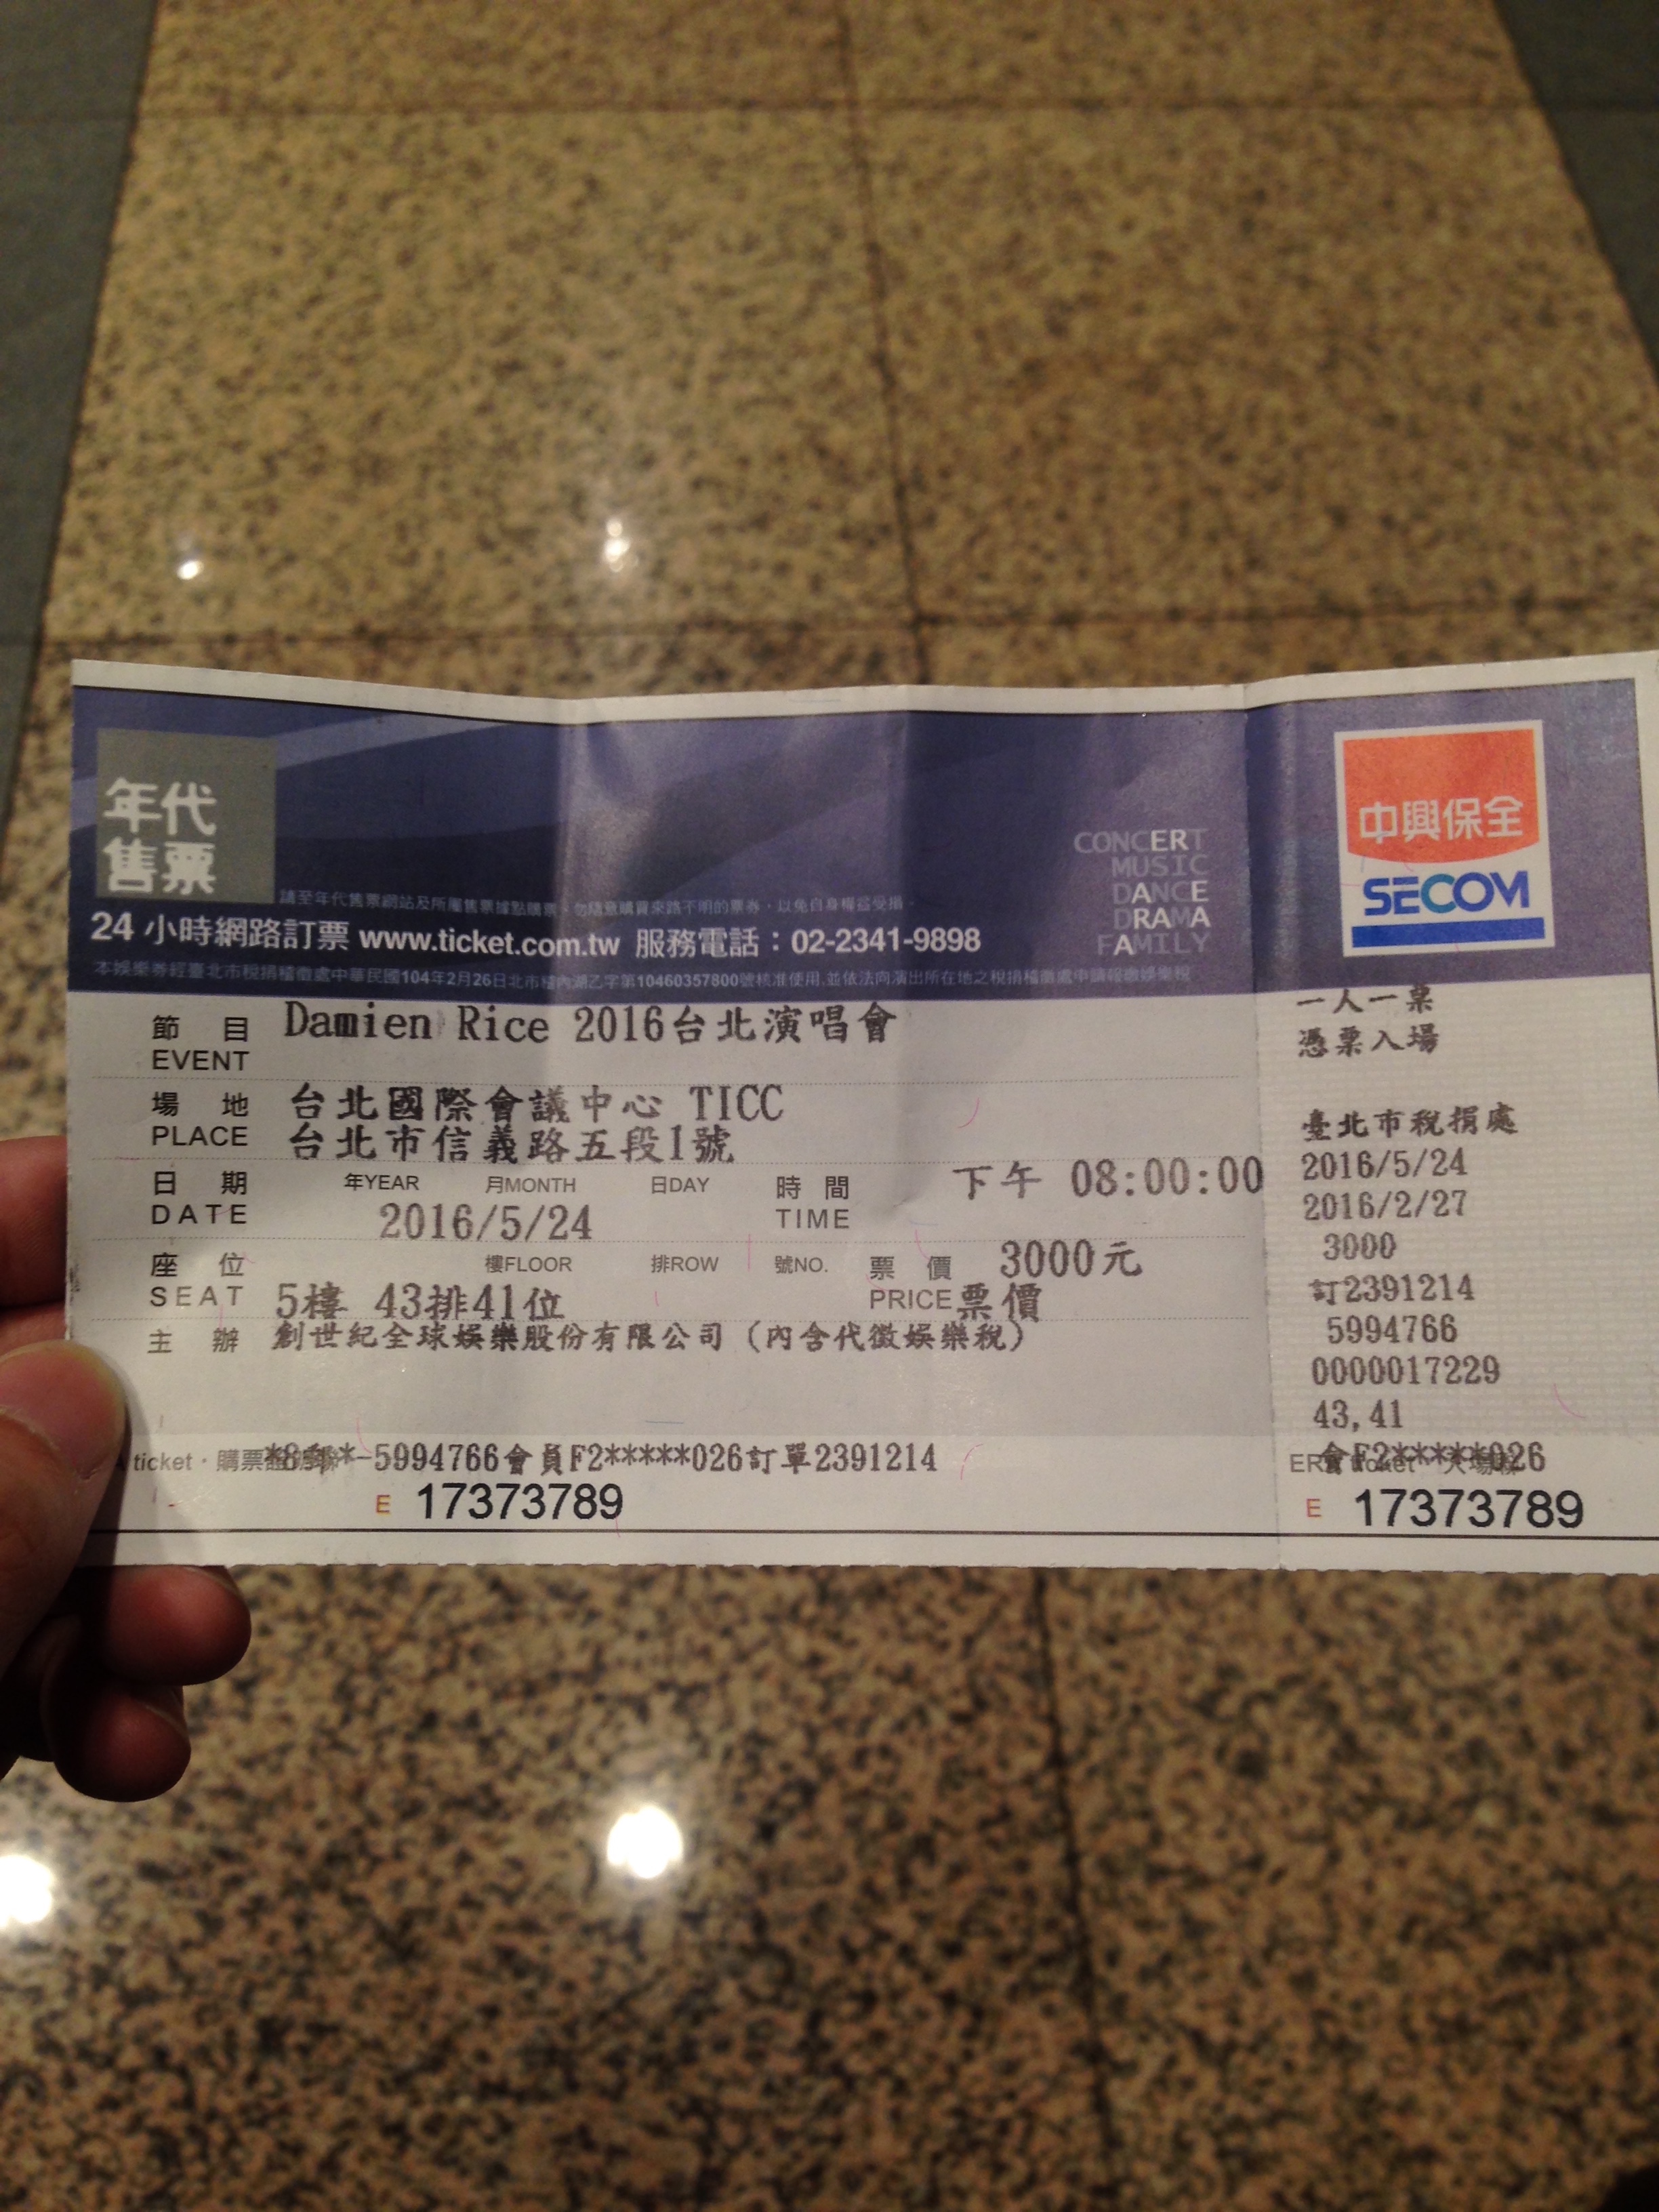 年代
售票
請至年代售票網站及所屬售票據點購票，勿隨意購買來路不明的票券，以免自身權益受損。
24 小時網路訂票 www.ticket.com.tw 服務電話：02-2341-9898
本娛樂券經臺北市稅捐稽徵處中華民國104年2月26日北市稽內湖乙字第10460357800號核准使用,並依法向演出所在地之稅捐稽徵處申請報繳娛樂稅
CONCERT
MUSIC
DANCE
DRAMA
FAMILY
節目 Damien Rice 2016台北演唱會
EVENT
場地 台北國際會議中心 TICC
PLACE 台北市信義路五段1號
日期 年YEAR 月MONTH 日DAY 時間 下午 08:00:00
DATE 2016/5/24 TIME
座位 樓FLOOR 排ROW 號NO. 票價 3000元
SEAT 5樓 43排41位 PRICE 票價
主辦 創世紀全球娛樂股份有限公司 (內含代徵娛樂稅)
ticket・購票
-5994766會員F2*****026訂單2391214
E 17373789
中興保全
SECOM
一人一票
憑票入場
臺北市稅捐處
2016/5/24
2016/2/27
3000
訂2391214
5994766
0000017229
43,41
會F2*****026
E 17373789